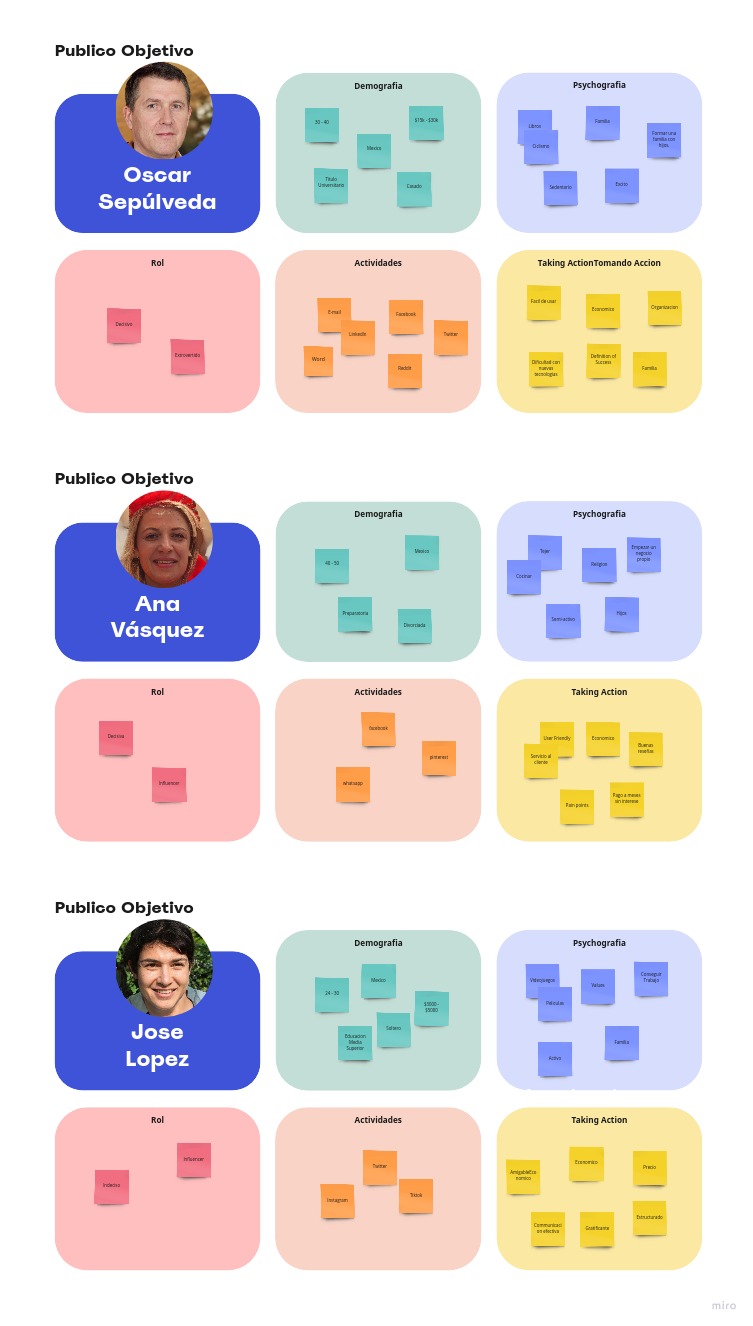 Publico Objetivo
Oscar
Sepúlveda
Demografia
30 - 40
Mexico
$15k - $30k
Titulo
Universitario
Casado
Psychografia
Libros
Ciclismo
Familia
Formar una
familia con
hijos.
Sedentario
Exito
Rol
Decisivo
Extrovertido
Actividades
E-mail
LinkedIn
Facebook
Twitter
Word
Reddit
Taking ActionTomando Accion
Facil de usar
Economico
Organizacion
Dificultad con
nuevas
tecnologias
Definition of
Success
Familia
Publico Objetivo
Ana
Vásquez
Demografia
40 - 50
Mexico
Preparatoria
Divorciada
Psychografia
Tejer
Cocinar
Religion
Empezar un
negocio
propio
Semi-activo
Hijos
Rol
Decisiva
Influencer
Actividades
facebook
pinterest
whatsapp
Taking Action
User Friendly
Servicio al
cliente
Economico
Buenas
reseñas
Pain points
Pago a meses
sin interese
Publico Objetivo
Jose
Lopez
Demografia
24 - 30
Mexico
$3000 -
$5000
Educacion
Media
Superior
Soltero
Psychografia
Videojuegos
Peliculas
Values
Conseguir
Trabajo
Activo
Familia
Rol
Influencer
Indeciso
Actividades
Twitter
Instagram
Tiktok
Taking Action
AmigableEco
nomico
Economico
Precio
Communicaci
on efectiva
Gratificante
Estructurado
miro